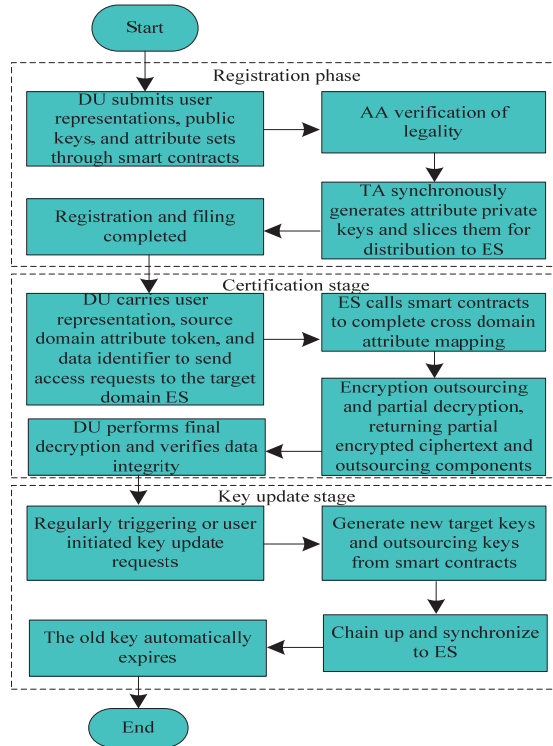 Start
Registration phase
DU submits user
representations, public
keys, and attribute sets
through smart contracts
AA verification of
legality
TA synchronously
generates attribute private
keys and slices them for
distribution to ES
Registration and filing
completed
Certification stage
DU carries user
representation, source
domain attribute token, and
data identifier to send
access requests to the target
domain ES
ES calls smart contracts
to complete cross domain
attribute mapping
Encryption outsourcing
and partial decryption,
returning partial
encrypted ciphertext and
outsourcing components
DU performs final
decryption and verifies data
integrity
Key update stage
Regularly triggering or user
initiated key update
requests
Generate new target keys
and outsourcing keys
from smart contracts
Chain up and synchronize
to ES
The old key automatically
expires
End